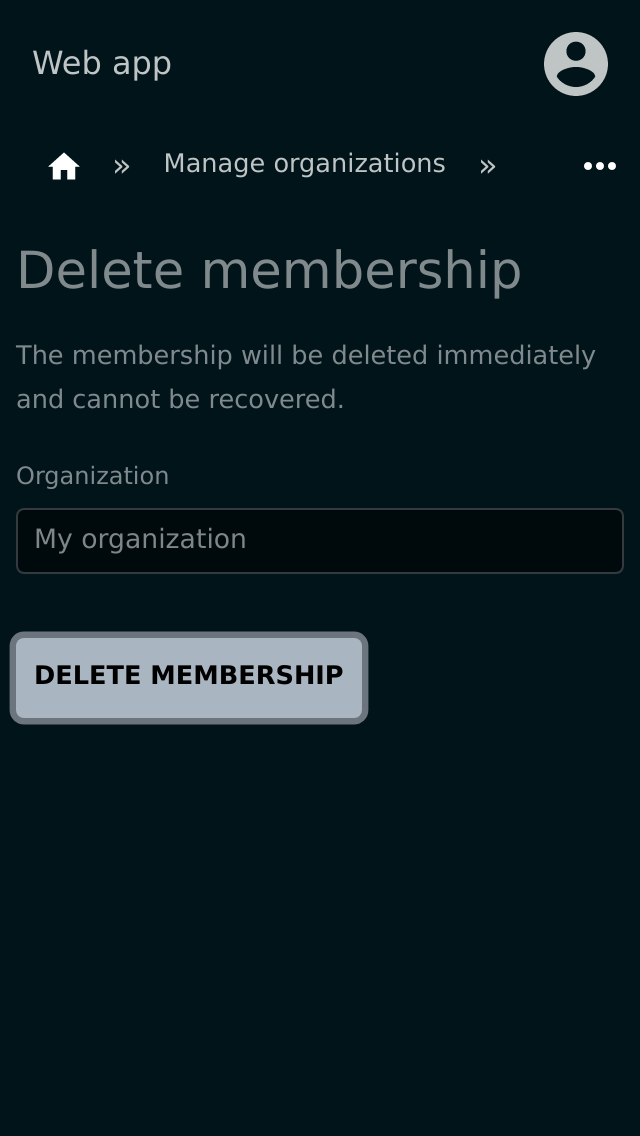 Web app
» Manage organizations » •••
Delete membership
The membership will be deleted immediately
and cannot be recovered.
Organization
My organization
DELETE MEMBERSHIP